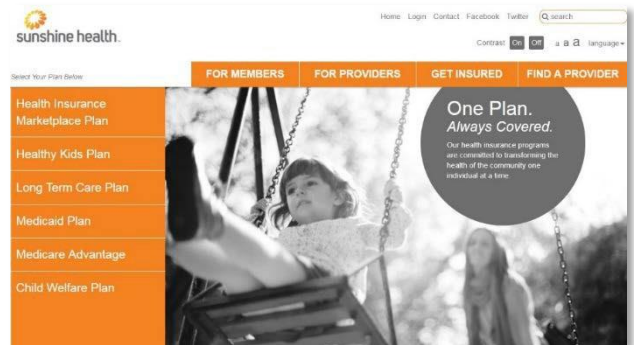 Home Login Contact Facebook Twitter search
sunshine health.
Contrast On Off a a a language
Select Your Plan Below
FOR MEMBERS FOR PROVIDERS GET INSURED FIND A PROVIDER
Health Insurance
Marketplace Plan
Healthy Kids Plan
Long Term Care Plan
Medicaid Plan
Medicare Advantage
Child Welfare Plan
One Plan.
Always Covered.
Our health insurance programs
are committed to transforming the
health of the community one
individual at a time.